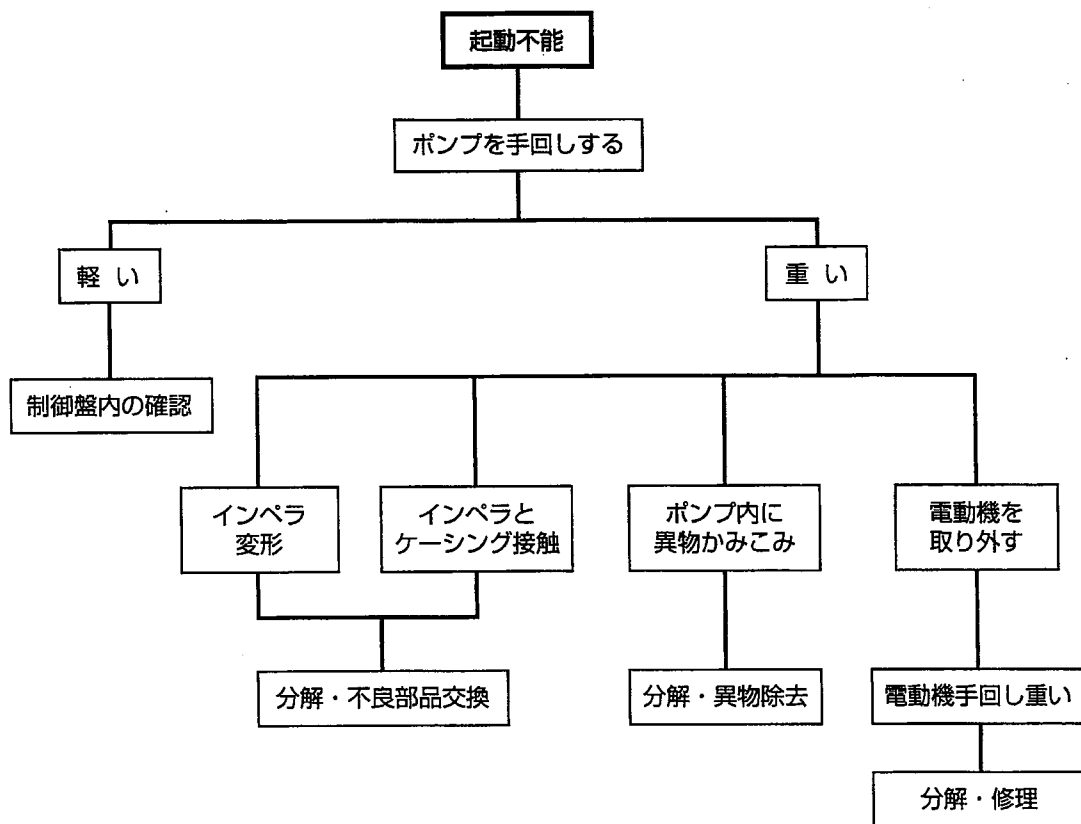 起動不能
ポンプを手回しする
軽い
重い
制御盤内の確認
インペラ
変形
インペラと
ケーシング接触
ポンプ内に
異物かみこみ
電動機を
取り外す
分解・不良部品交換
分解・異物除去
電動機手回し重い
分解・修理